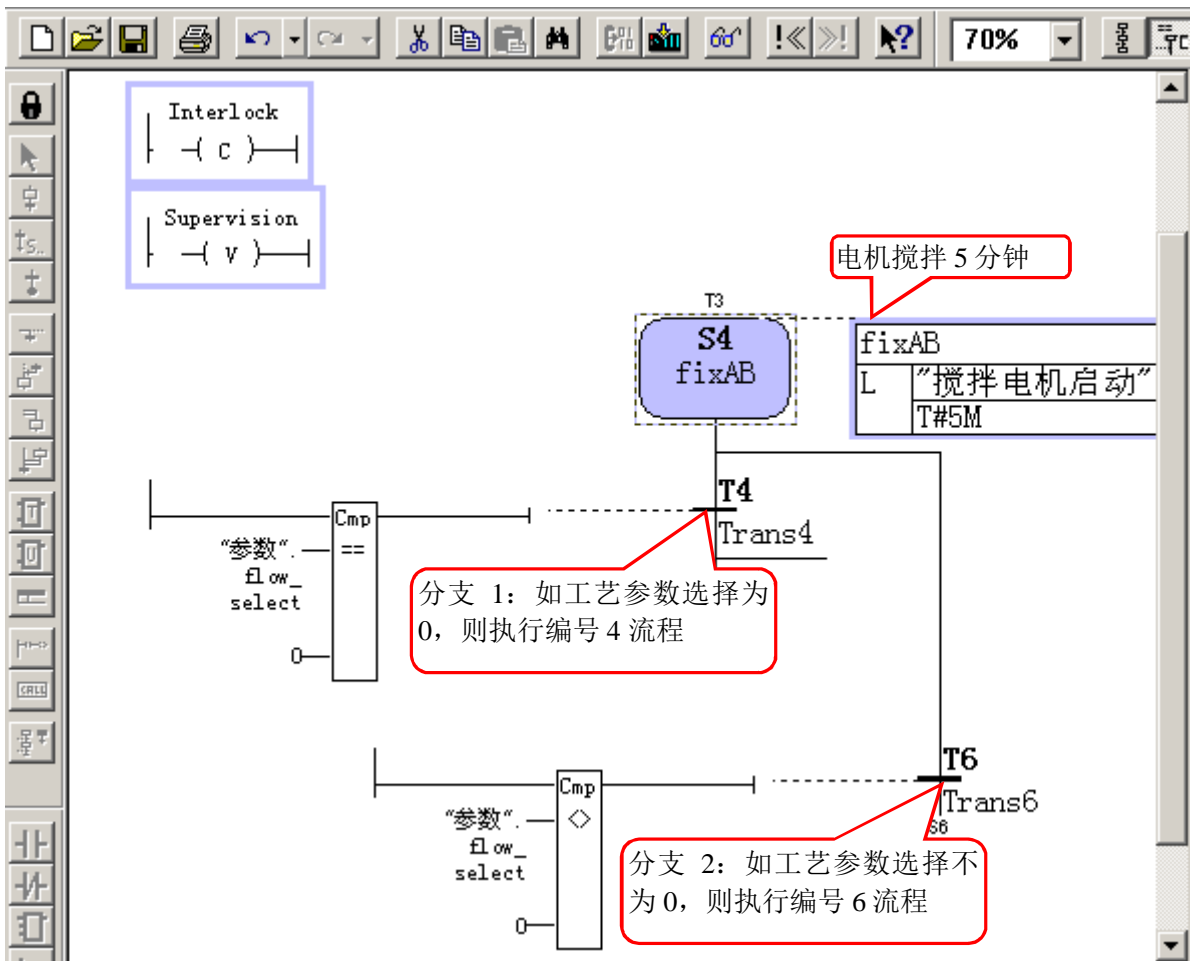 70%
Interlock
( C )
Supervision
( V )
电机搅拌 5 分钟
T3
S4
fixAB
fixAB
L "搅拌电机启动"
T#5M
T4
Trans4
Cmp
==
"参数".
flow_
select
0
分支 1：如工艺参数选择为
0，则执行编号 4 流程
T6
Trans6
S6
Cmp
<>
"参数".
flow_
select
0
分支 2：如工艺参数选择不
为 0，则执行编号 6 流程
CALL